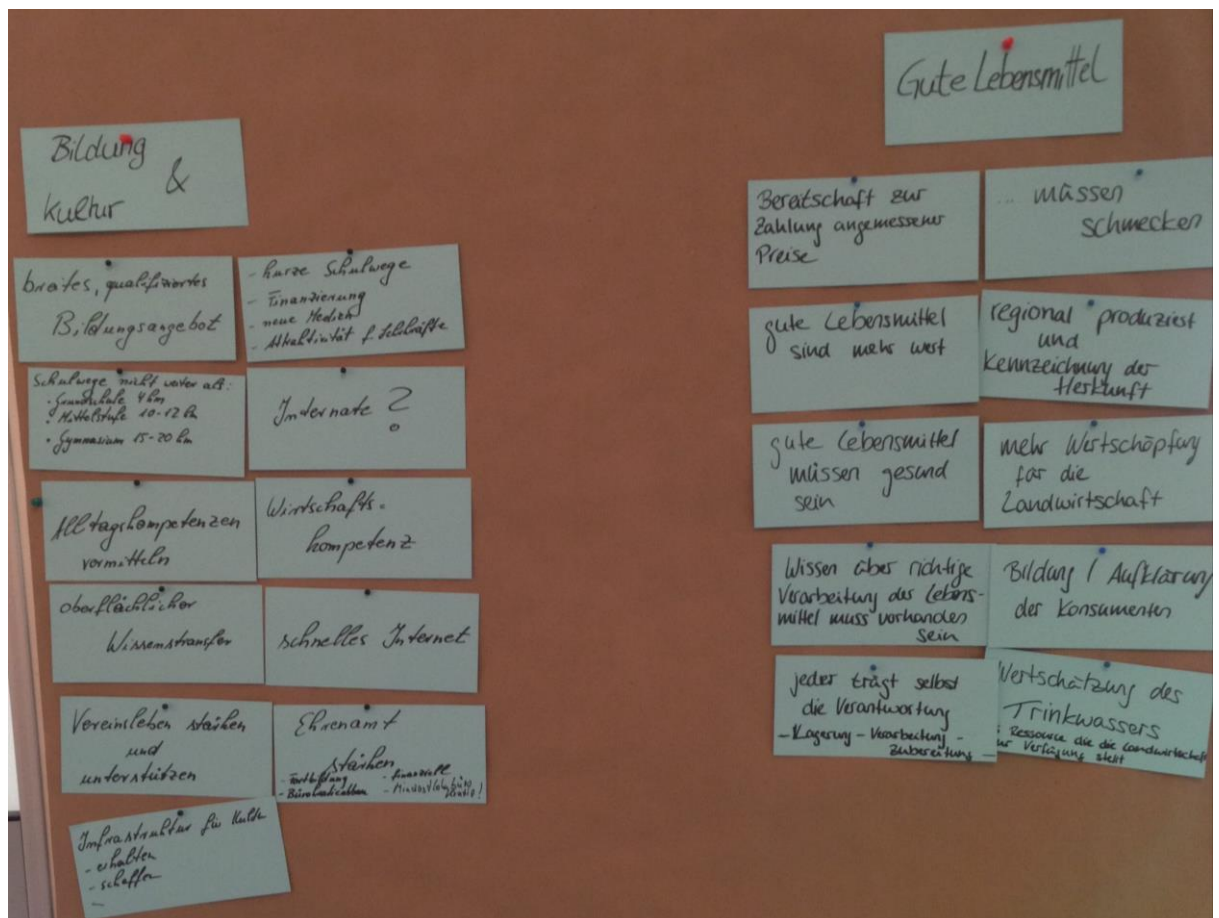 Bildung
&
Kultur
breites, qualifiziertes
Bildungsangebot
- kurze Schulwege
- Finanzierung
- neue Medien
- Attraktivität f. Lehrkräfte
Schulwege nicht weiter als:
• Grundschule 4 km
• Mittelstufe 10-12 km
• Gymnasium 15-20 km
Internate ?
Alltagskompetenzen
vermitteln
Wirtschafts-
kompetenz
oberflächlicher
Wissenstransfer
schnelles Internet
Vereinsleben stärken
und
unterstützen
Ehrenamt
stärken
- finanziell
- Bürokratieabbau
Infrastruktur für Kultur
- erhalten
- schaffen
Gute Lebensmittel
Bereitschaft zur
Zahlung angemessener
Preise
... müssen
schmecken
gute Lebensmittel
sind mehr wert
regional produziert
und
Kennzeichnung der
Herkunft
gute Lebensmittel
müssen gesund
sein
mehr Wertschöpfung
für die
Landwirtschaft
Wissen über richtige
Verarbeitung der Lebens-
mittel muss vorhanden
sein
Bildung / Aufklärung
der Konsumenten
jeder trägt selbst
die Verantwortung
- Lagerung - Verarbeitung -
Zubereitung -
Wertschätzung des
Trinkwassers
Ressource die die Landwirtschaft
zur Verfügung stellt